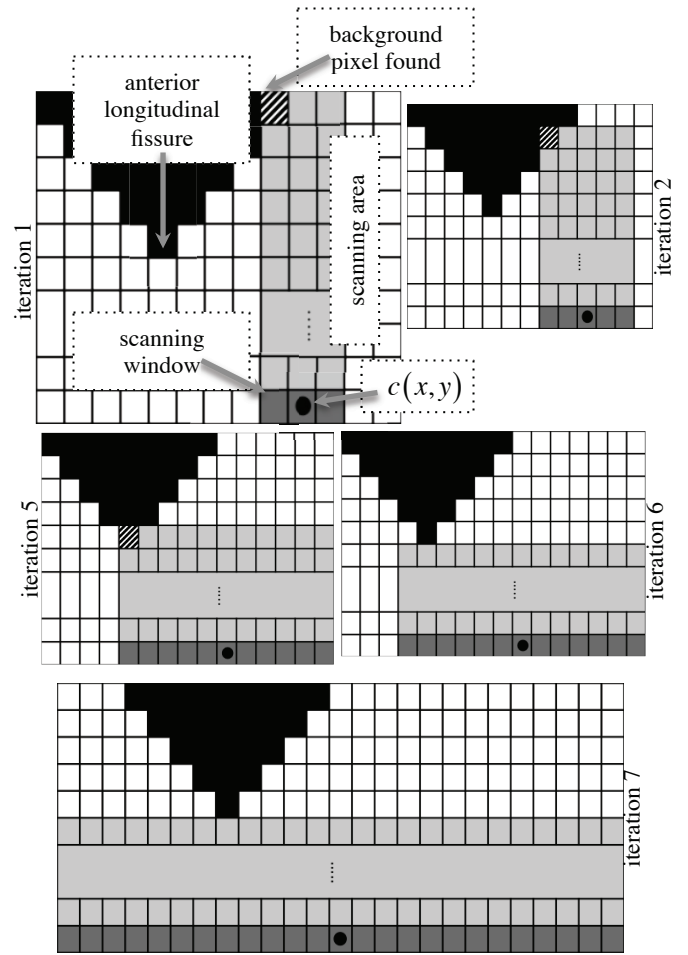 background
pixel found
anterior
longitudinal
fissure
scanning area
iteration 1
iteration 2
scanning
window
c(x,y)
iteration 5
iteration 6
iteration 7